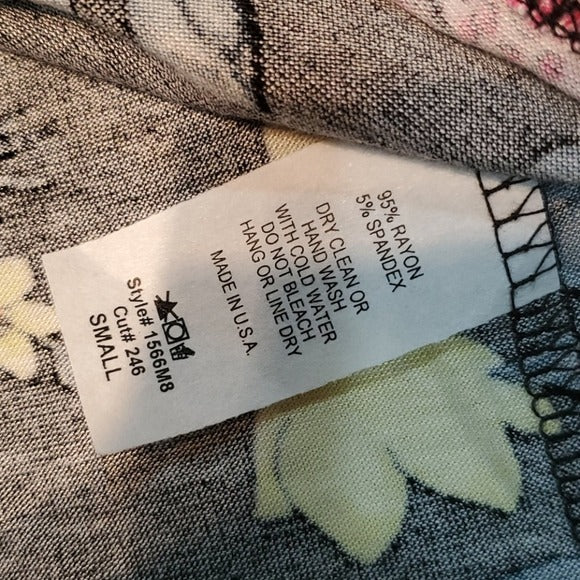 95% RAYON
5% SPANDEX
DRY CLEAN OR
HAND WASH
WITH COLD WATER
DO NOT BLEACH
HANG OR LINE DRY
MADE IN U.S.A.
Style# 1566M8
Cut# 246
SMALL